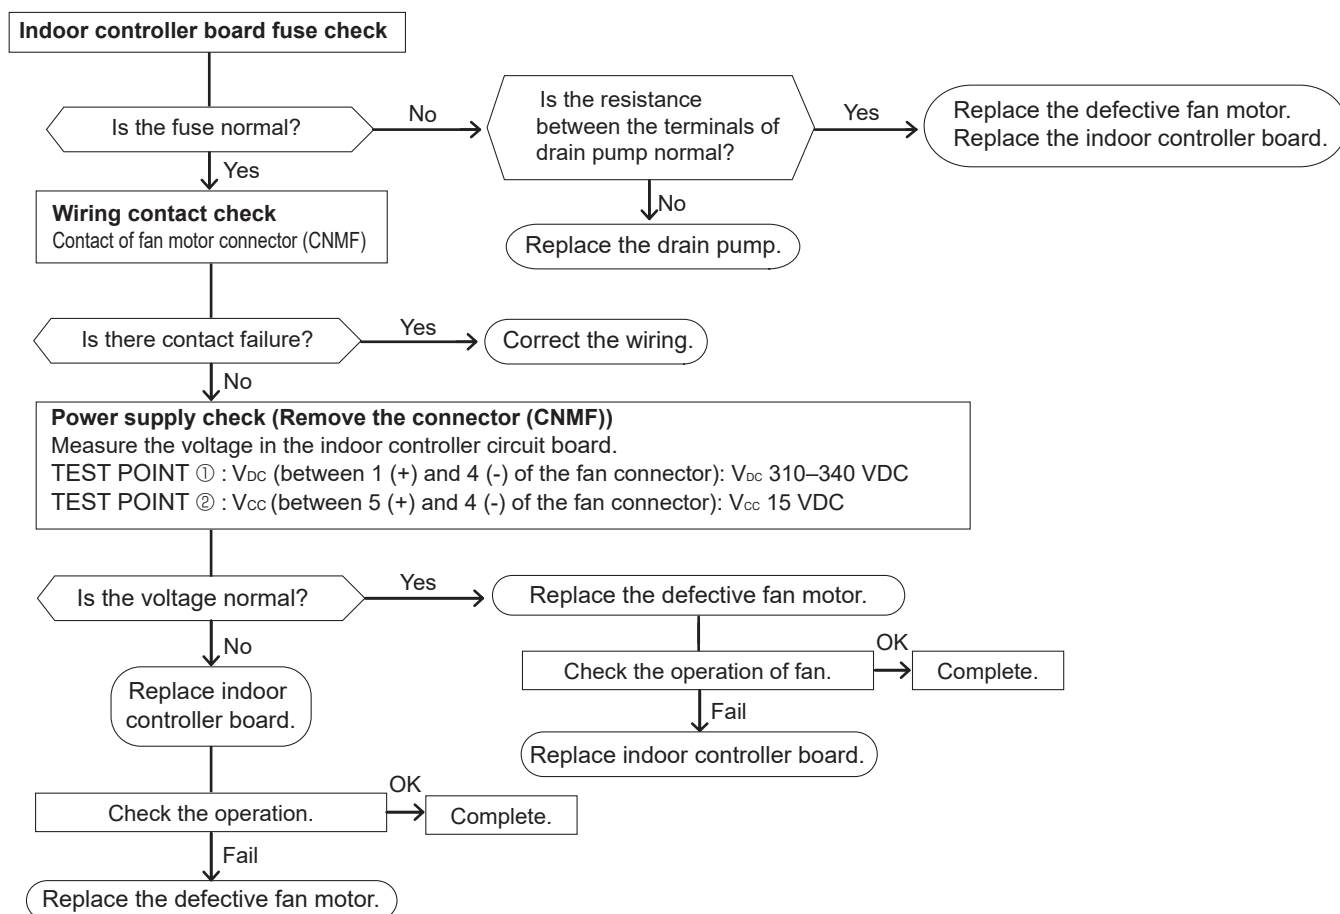 Indoor controller board fuse check
Is the fuse normal?
No
Is the resistance
between the terminals of
drain pump normal?
Yes
Replace the defective fan motor.
Replace the indoor controller board.
Yes
No
Replace the drain pump.
Wiring contact check
Contact of fan motor connector (CNMF)
Is there contact failure?
Yes
Correct the wiring.
No
Power supply check (Remove the connector (CNMF))
Measure the voltage in the indoor controller circuit board.
TEST POINT ① : VDC (between 1 (+) and 4 (-) of the fan connector): VDC 310–340 VDC
TEST POINT ② : VCC (between 5 (+) and 4 (-) of the fan connector): VCC 15 VDC
Is the voltage normal?
Yes
Replace the defective fan motor.
No
Check the operation of fan.
OK
Complete.
Fail
Replace indoor controller board.
Replace indoor
controller board.
Check the operation.
OK
Complete.
Fail
Replace the defective fan motor.